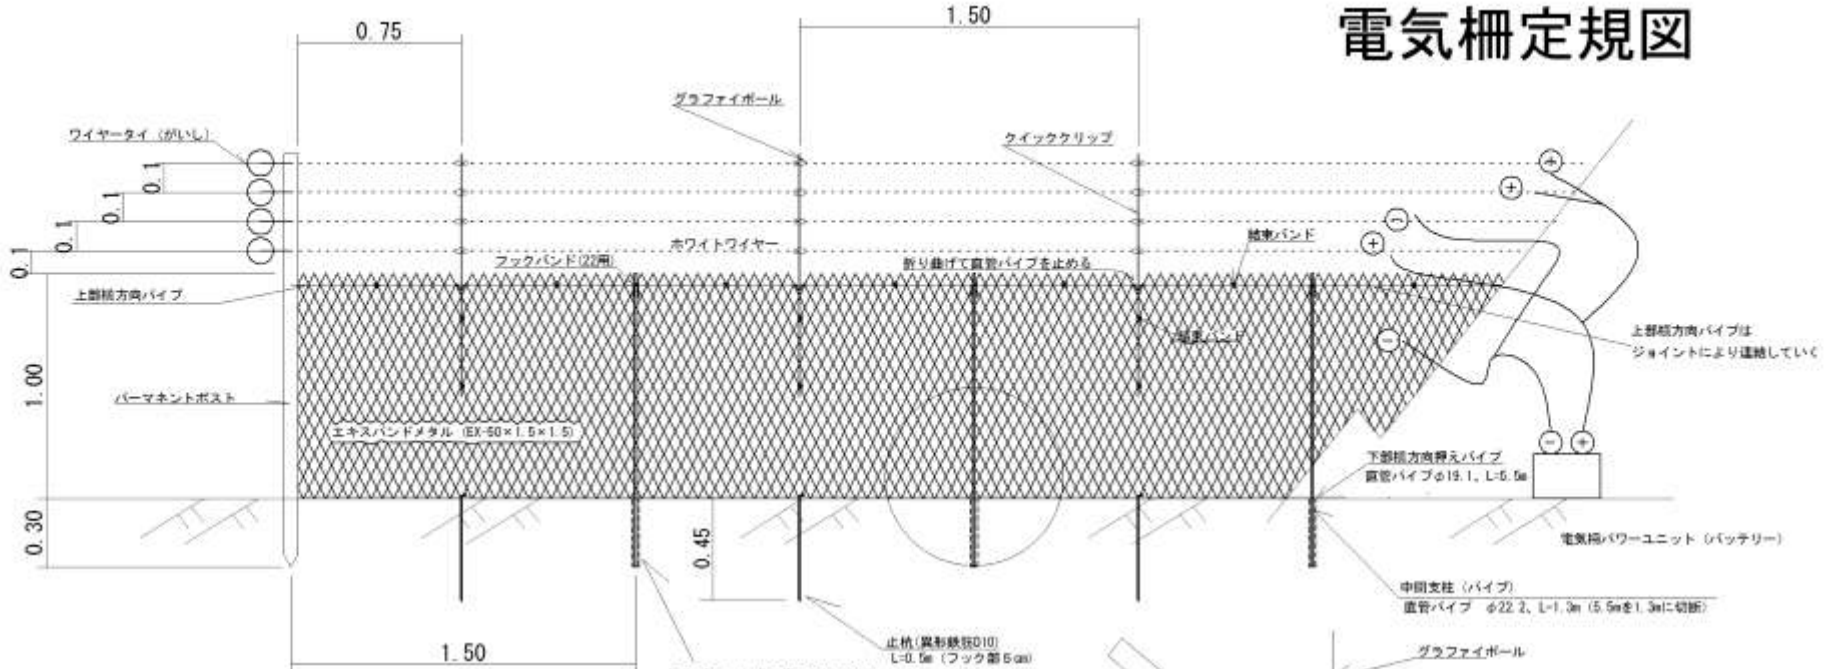 電気柵定規図
0.75
1.50
グラファイポール
ワイヤータイ (がいし)
クイッククリップ
0.1
0.1
0.1
0.1
ホワイトワイヤー
結束バンド
フックバンド(22用)
折り曲げて直管パイプを止める
上部横方向パイプ
結束バンド
上部横方向パイプは
ジョイントにより連結していく
1.00
パーマネントポスト
エキスパンドメタル (EX-50×1.5×1.5)
下部横方向押えパイプ
直管パイプφ19.1、L=5.5m
0.30
0.45
電気柵パワーユニット (バッテリー)
中間支柱 (パイプ)
直管パイプ φ22.2、L=1.3m (5.5mを1.3mに切断)
止杭(異形鉄筋D10)
L=0.5m (フック部5cm)
1.50
グラファイポール